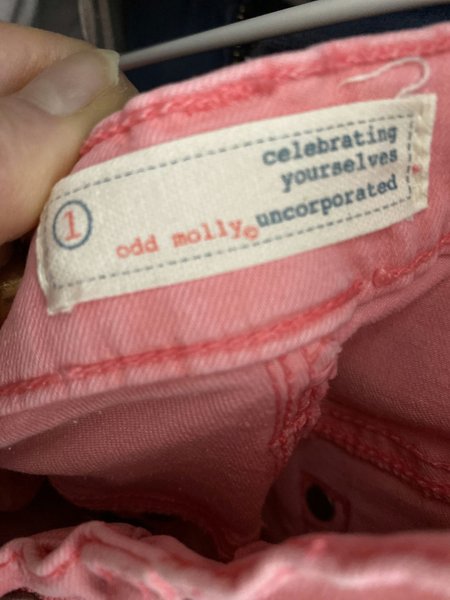 celebrating
yourselves
1 odd molly© uncorporated